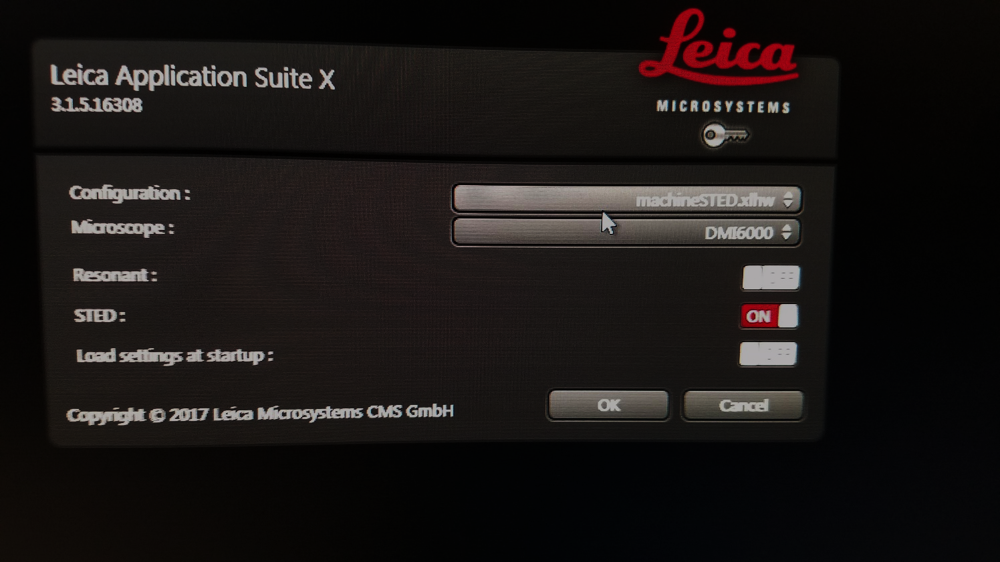 Leica
Leica Application Suite X
3.1.5.16308
MICROSYSTEMS
Configuration :
machineSTED.xlhw
Microscope :
DMI6000
Resonant :
OFF
STED :
ON
Load settings at startup :
OFF
Copyright © 2017 Leica Microsystems CMS GmbH
OK
Cancel